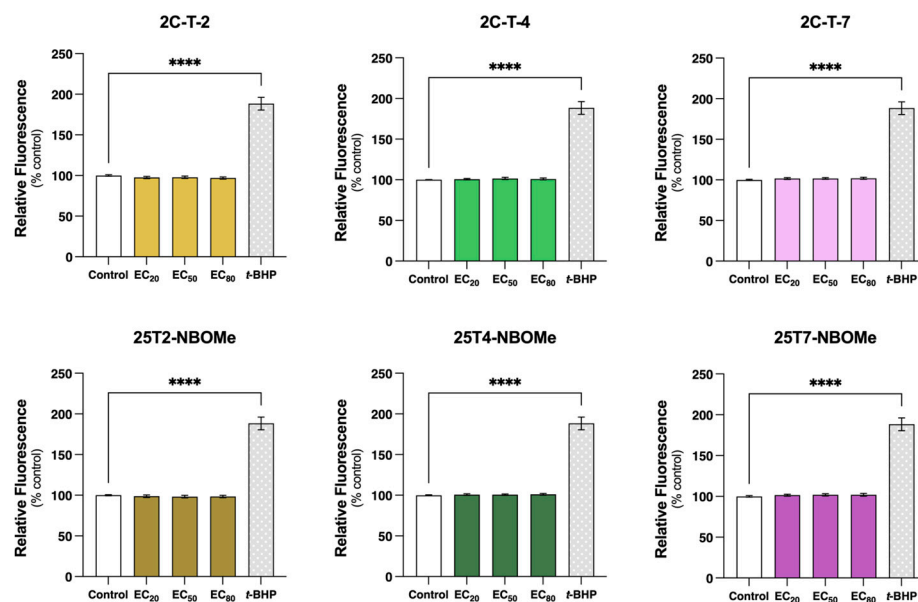 2C-T-2
Relative Fluorescence
(% control)
250
200
150
100
50
0
****
Control EC20 EC50 EC80 t-BHP
2C-T-4
Relative Fluorescence
(% control)
250
200
150
100
50
0
****
Control EC20 EC50 EC80 t-BHP
2C-T-7
Relative Fluorescence
(% control)
250
200
150
100
50
0
****
Control EC20 EC50 EC80 t-BHP
25T2-NBOMe
Relative Fluorescence
(% control)
250
200
150
100
50
0
****
Control EC20 EC50 EC80 t-BHP
25T4-NBOMe
Relative Fluorescence
(% control)
250
200
150
100
50
0
****
Control EC20 EC50 EC80 t-BHP
25T7-NBOMe
Relative Fluorescence
(% control)
250
200
150
100
50
0
****
Control EC20 EC50 EC80 t-BHP